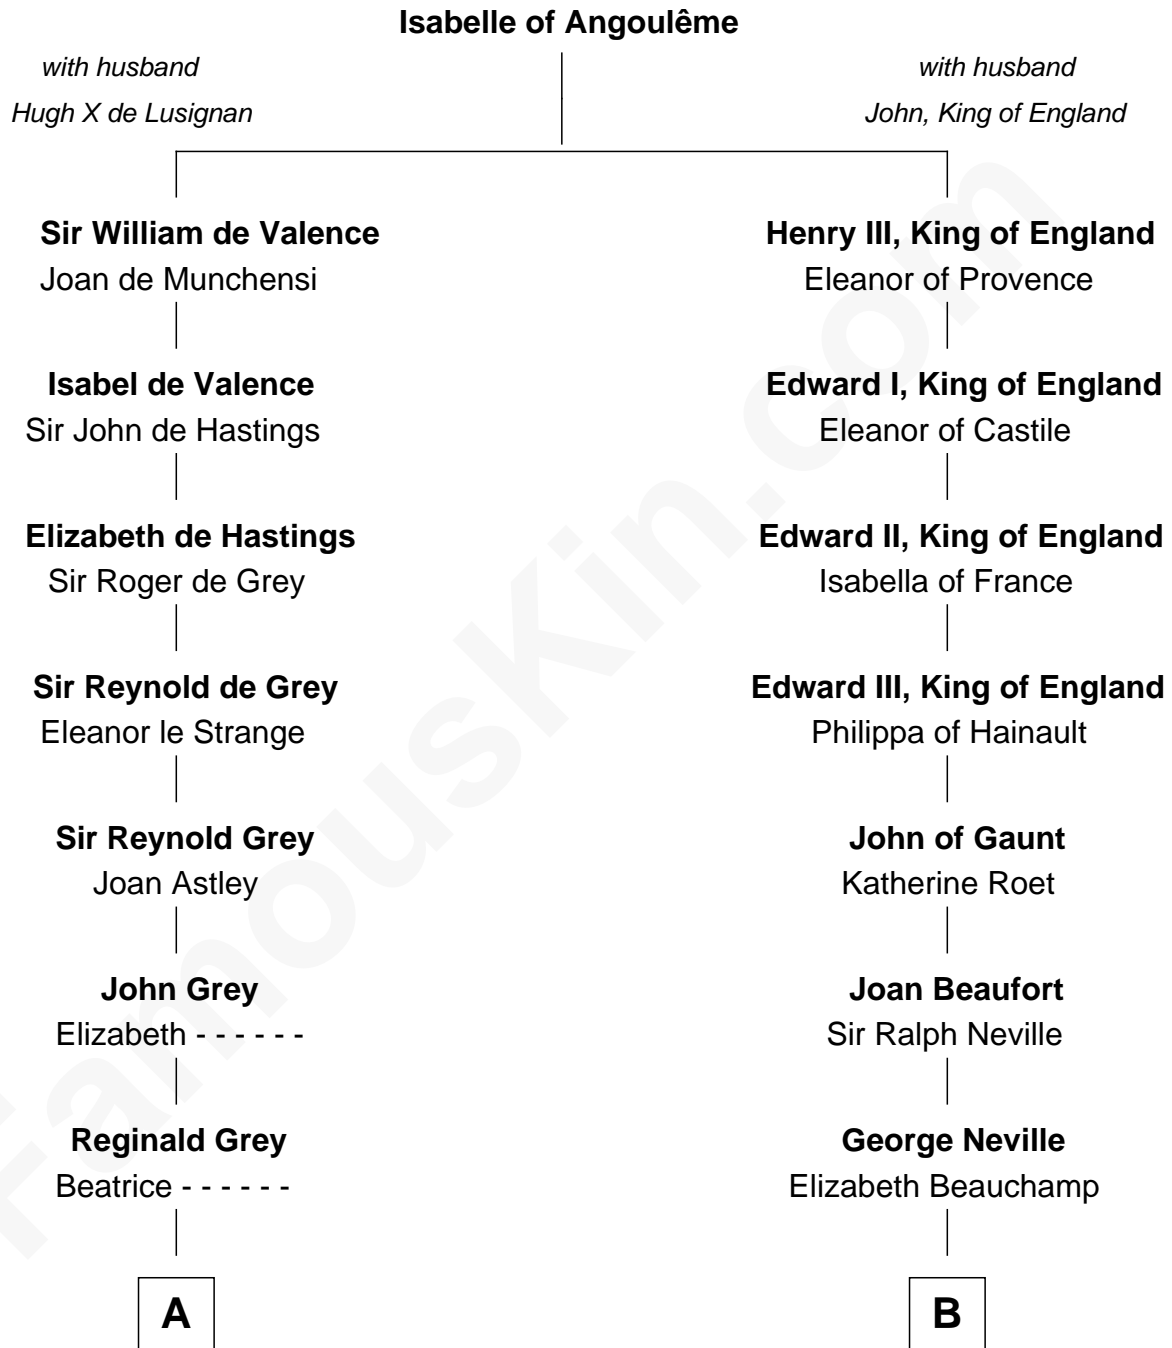 Isabelle of Angoulême
with husband
Hugh X de Lusignan
with husband
John, King of England
Sir William de Valence
Joan de Munchensi
Henry III, King of England
Eleanor of Provence
Isabel de Valence
Sir John de Hastings
Edward I, King of England
Eleanor of Castile
Elizabeth de Hastings
Sir Roger de Grey
Edward II, King of England
Isabella of France
Sir Reynold de Grey
Eleanor le Strange
Edward III, King of England
Philippa of Hainault
Sir Reynold Grey
Joan Astley
John of Gaunt
Katherine Roet
John Grey
Elizabeth - - - - - -
Joan Beaufort
Sir Ralph Neville
Reginald Grey
Beatrice - - - - - -
George Neville
Elizabeth Beauchamp
A
B
FamousKin.com